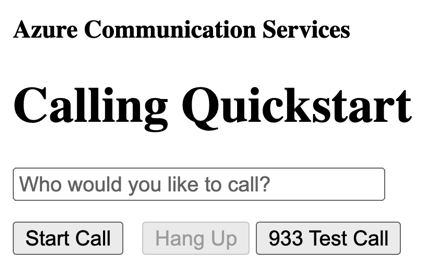 Azure Communication Services
Calling Quickstart
Who would you like to call?
Start Call Hang Up 933 Test Call